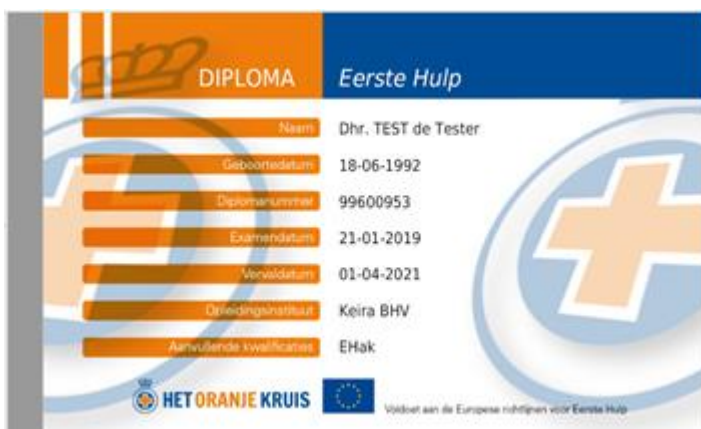 DIPLOMA Eerste Hulp
Naam Dhr. TEST de Tester
Geboortedatum 18-06-1992
Diplomanummer 99600953
Examendatum 21-01-2019
Vervaldatum 01-04-2021
Opleidingsinstituut Keira BHV
Aanvullende kwalificaties EHak
HET ORANJE KRUIS Voldoet aan de Europese richtlijnen voor Eerste Hulp